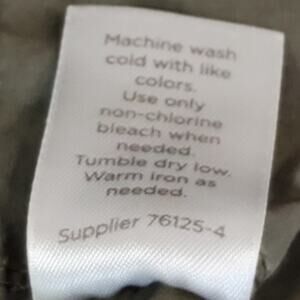 Machine wash
cold with like
colors.
Use only
non-chlorine
bleach when
needed.
Tumble dry low.
Warm iron as
needed.
Supplier 76125-4